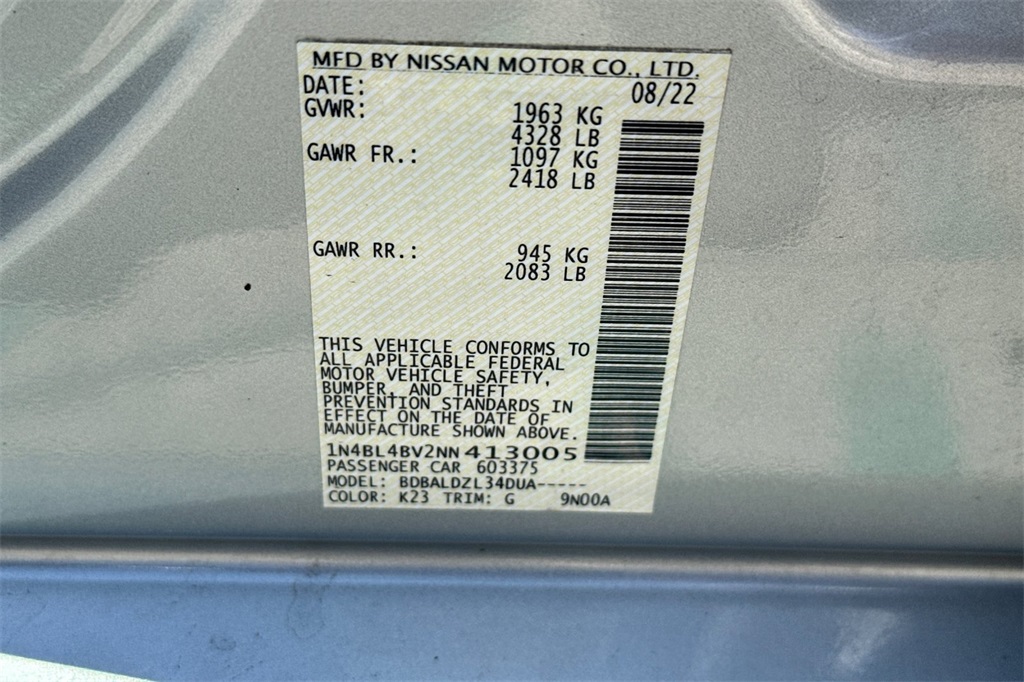 MFD BY NISSAN MOTOR CO., LTD.
DATE: 08/22
GVWR: 1963 KG
4328 LB
GAWR FR.: 1097 KG
2418 LB
GAWR RR.: 945 KG
2083 LB
THIS VEHICLE CONFORMS TO
ALL APPLICABLE FEDERAL
MOTOR VEHICLE SAFETY,
BUMPER, AND THEFT
PREVENTION STANDARDS IN
EFFECT ON THE DATE OF
MANUFACTURE SHOWN ABOVE.
1N4BL4BV2NN413005
PASSENGER CAR 603375
MODEL: BDBALDZL34DUA-----
COLOR: K23 TRIM: G 9N00A